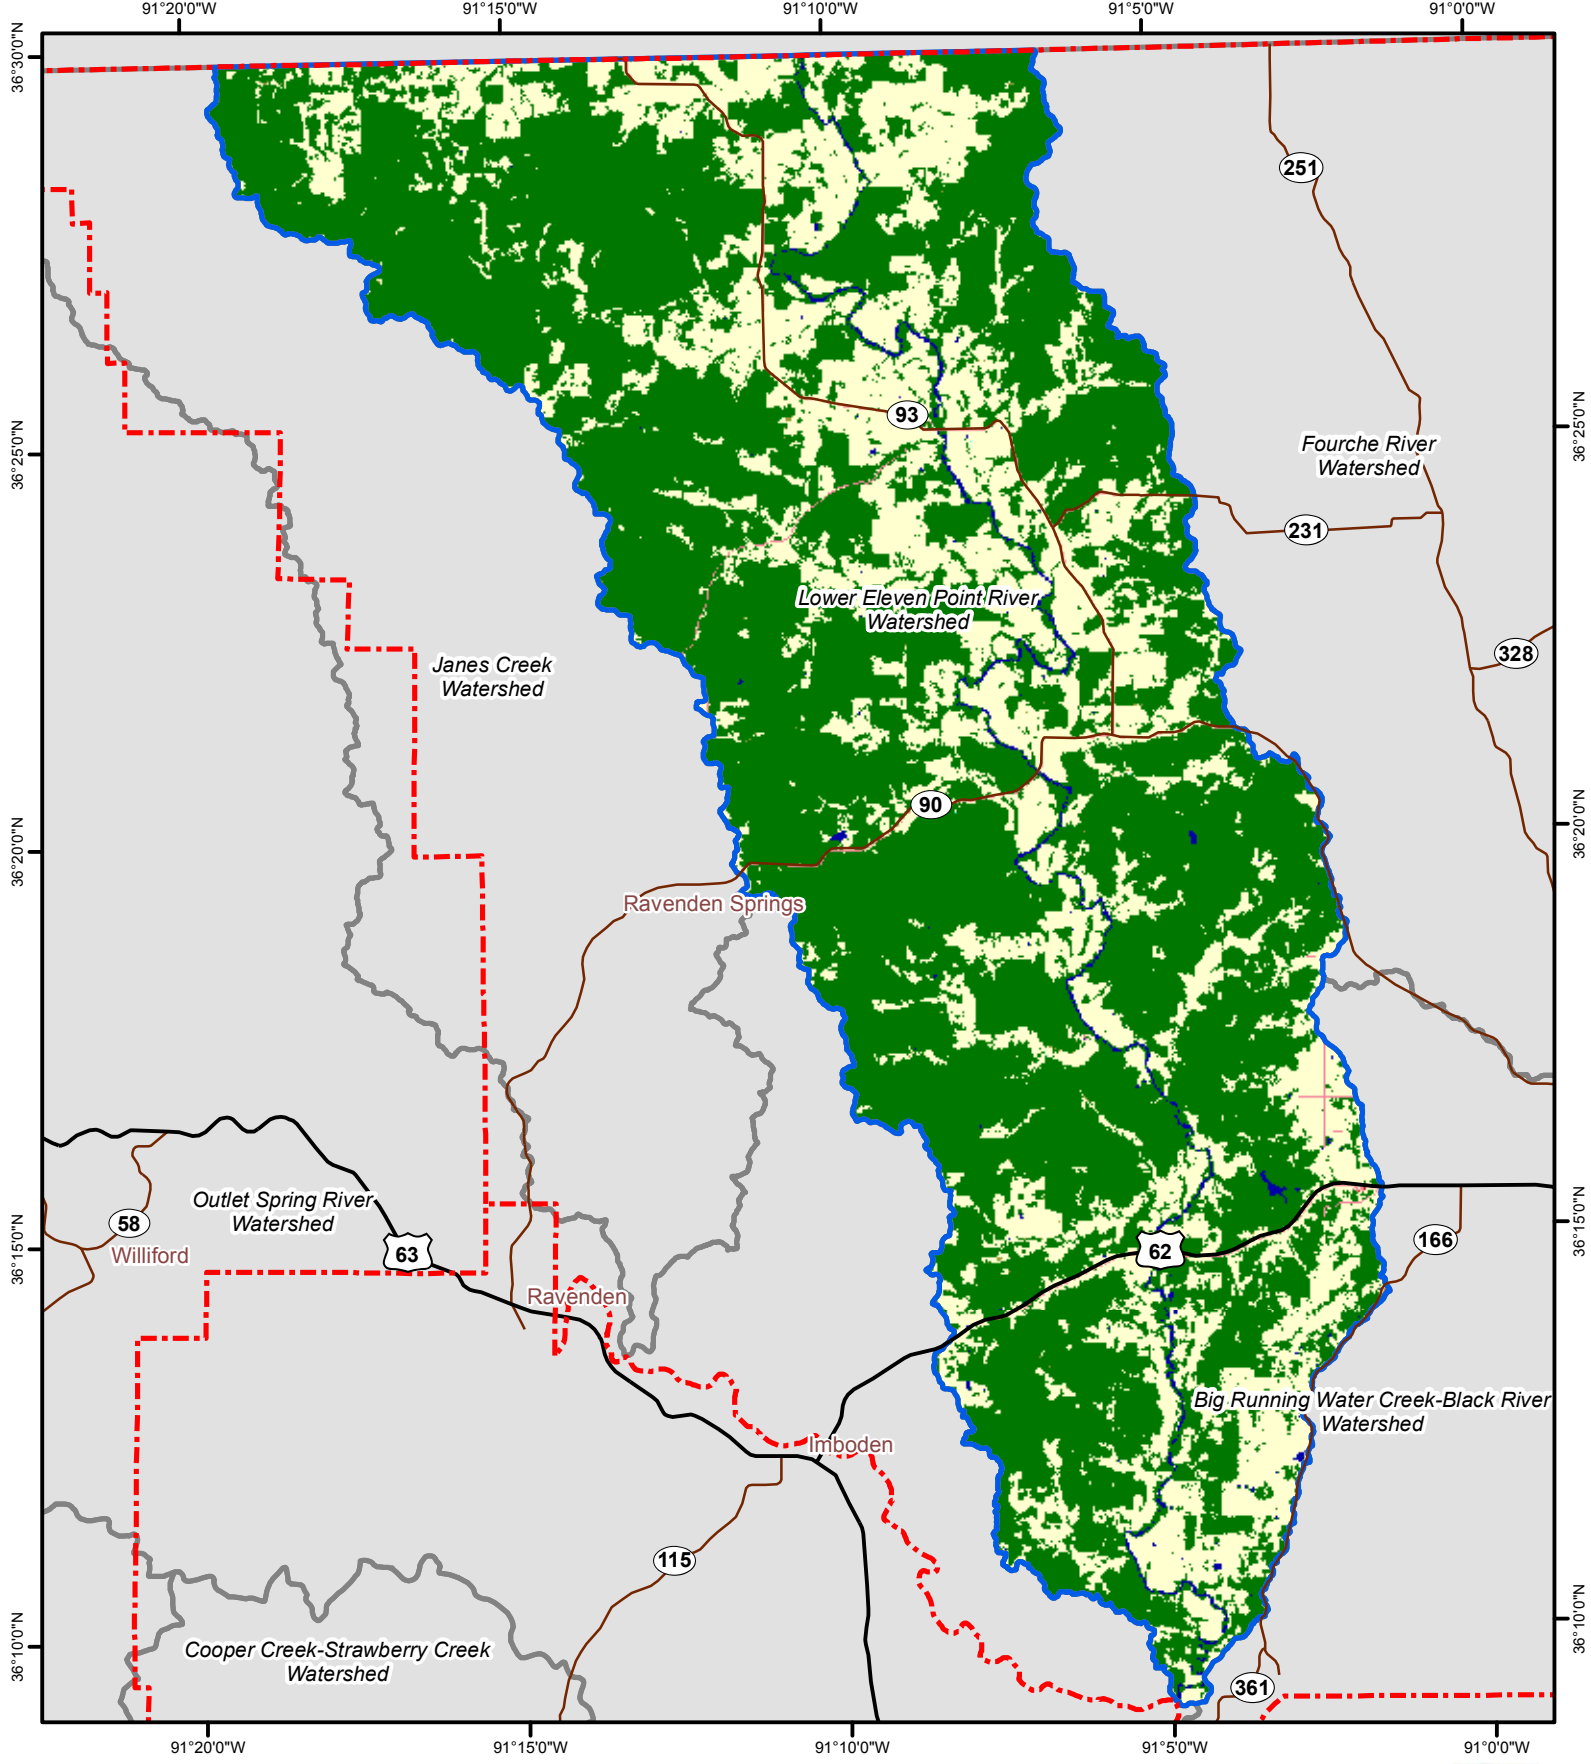 91°20'0"W 91°15'0"W 91°10'0"W 91°5'0"W 91°0'0"W
36°30'0"N
251
93
36°25'0"N
36°25'0"N
Fourche River
Watershed
231
Lower Eleven Point River
Watershed
328
Janes Creek
Watershed
90
36°20'0"N
36°20'0"N
Ravenden Springs
Outlet Spring River
Watershed
58
Williford
63
62
166
36°15'0"N
36°15'0"N
Ravenden
Big Running Water Creek-Black River
Watershed
Imboden
115
36°10'0"N
36°10'0"N
Cooper Creek-Strawberry Creek
Watershed
361
91°20'0"W 91°15'0"W 91°10'0"W 91°5'0"W 91°0'0"W